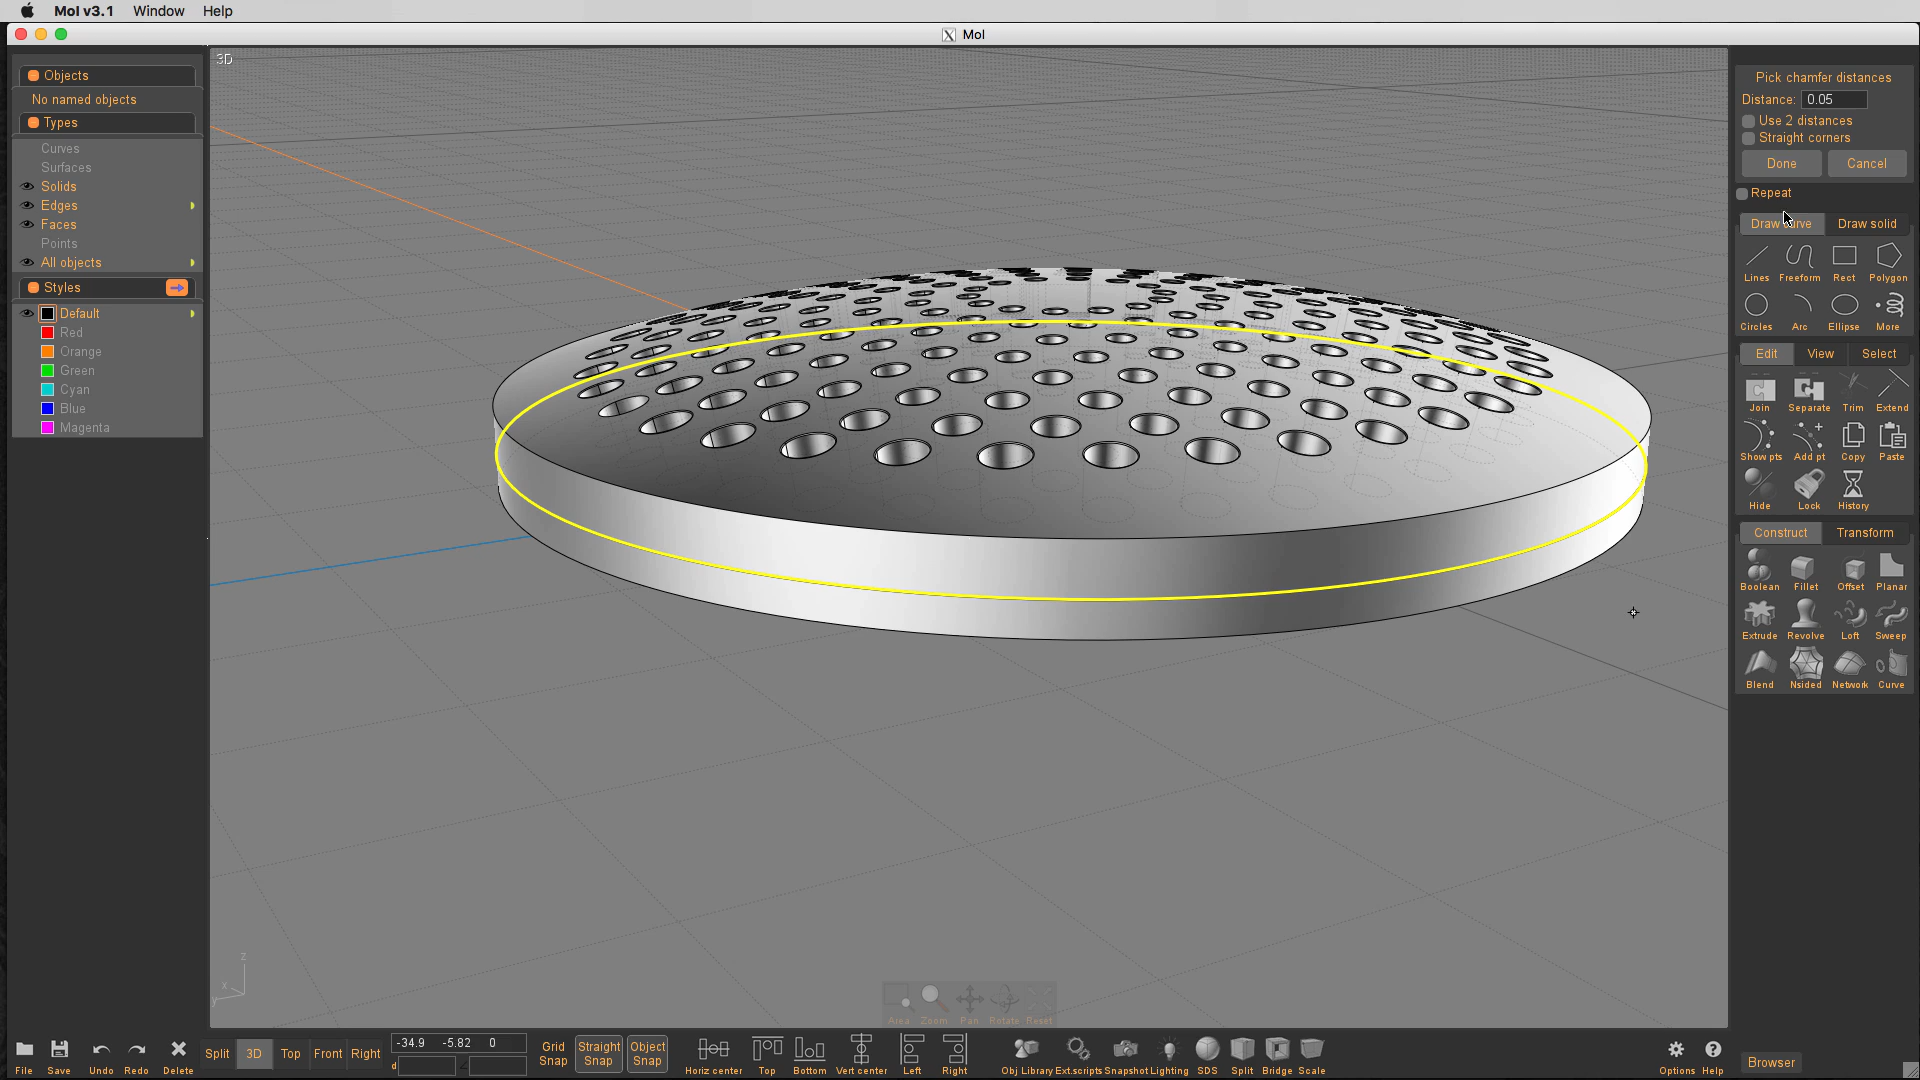 MoI v3.1 Window Help
MoI
3D
Objects
No named objects
Types
Curves
Surfaces
Solids
Edges
Faces
Points
All objects
Styles
Default
Red
Orange
Green
Cyan
Blue
Magenta
Pick chamfer distances
Distance: 0.05
Use 2 distances
Straight corners
Done Cancel
Repeat
Draw curve Draw solid
Lines Freeform Rect Polygon
Circles Arc Ellipse More
Edit View Select
Join Separate Trim Extend
Show pts Add pt Copy Paste
Hide Lock History
Construct Transform
Boolean Fillet Offset Planar
Extrude Revolve Loft Sweep
Blend Nsided Network Curve
z
x
y
Area Zoom Pan Rotate Reset
File Save Undo Redo Delete
Split 3D Top Front Right
-34.9 -5.82 0
d
Grid Snap
Straight Snap
Object Snap
Horiz center Top Bottom Vert center Left Right
Obj Library Ext.scripts Snapshot Lighting SDS Split Bridge Scale
Options Help
Browser